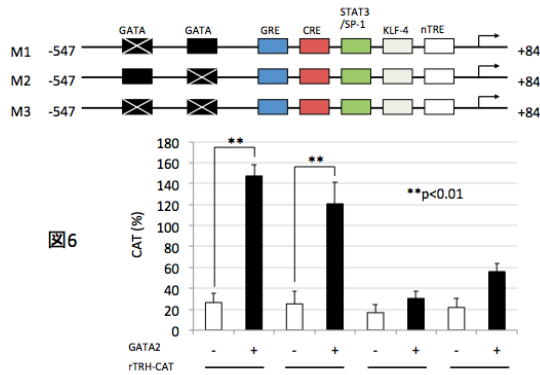 STAT3
GATA GATA GRE CRE /SP-1 KLF-4 nTRE
M1 -547 +84
M2 -547 +84
M3 -547 +84
図6
CAT (%)
180
160
140
120
100
80
60
40
20
0
** **
**p<0.01
GATA2 - + - + - + - +
rTRH-CAT